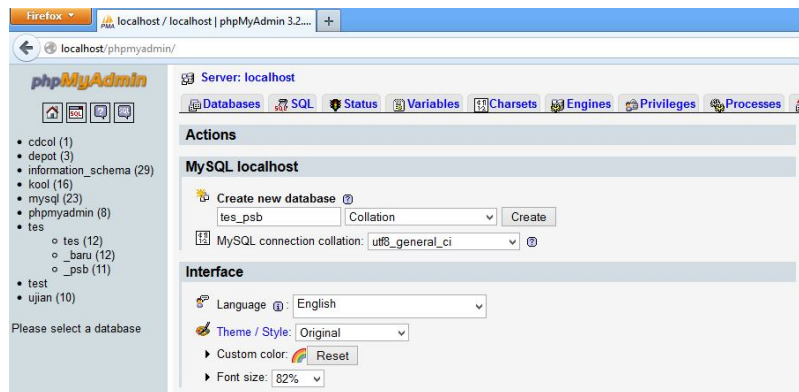 Firefox
PMA localhost / localhost | phpMyAdmin 3.2.... +
localhost/phpmyadmin/
phpMyAdmin
SQL
cdcol (1)
depot (3)
information_schema (29)
kool (16)
mysql (23)
phpmyadmin (8)
tes
tes (12)
_baru (12)
_psb (11)
test
ujian (10)
Please select a database
Server: localhost
Databases SQL Status Variables Charsets Engines Privileges Processes
Actions
MySQL localhost
Create new database
tes_psb Collation Create
MySQL connection collation: utf8_general_ci
Interface
Language : English
Theme / Style: Original
Custom color: Reset
Font size: 82%